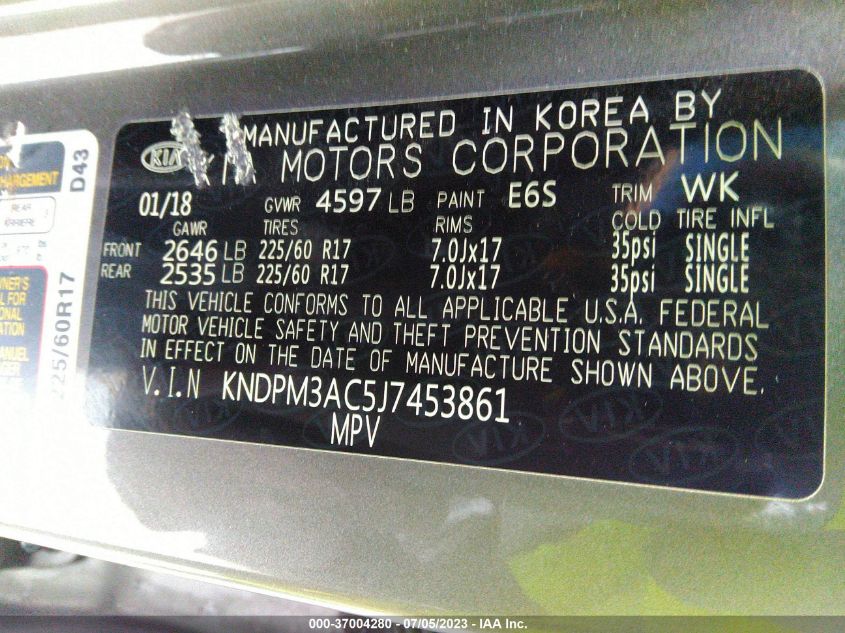 MANUFACTURED IN KOREA BY
KIA MOTORS CORPORATION
01/18 GVWR 4597 LB PAINT E6S TRIM WK
GAWR TIRES RIMS COLD TIRE INFL
FRONT 2646 LB 225/60 R17 7.0Jx17 35psi SINGLE
REAR 2535 LB 225/60 R17 7.0Jx17 35psi SINGLE
THIS VEHICLE CONFORMS TO ALL APPLICABLE U.S.A. FEDERAL
MOTOR VEHICLE SAFETY AND THEFT PREVENTION STANDARDS
IN EFFECT ON THE DATE OF MANUFACTURE SHOWN ABOVE.
V.I.N KNDPM3AC5J7453861
MPV
D43
REAR
225/60R17
000-37004280 - 07/05/2023 - IAA Inc.